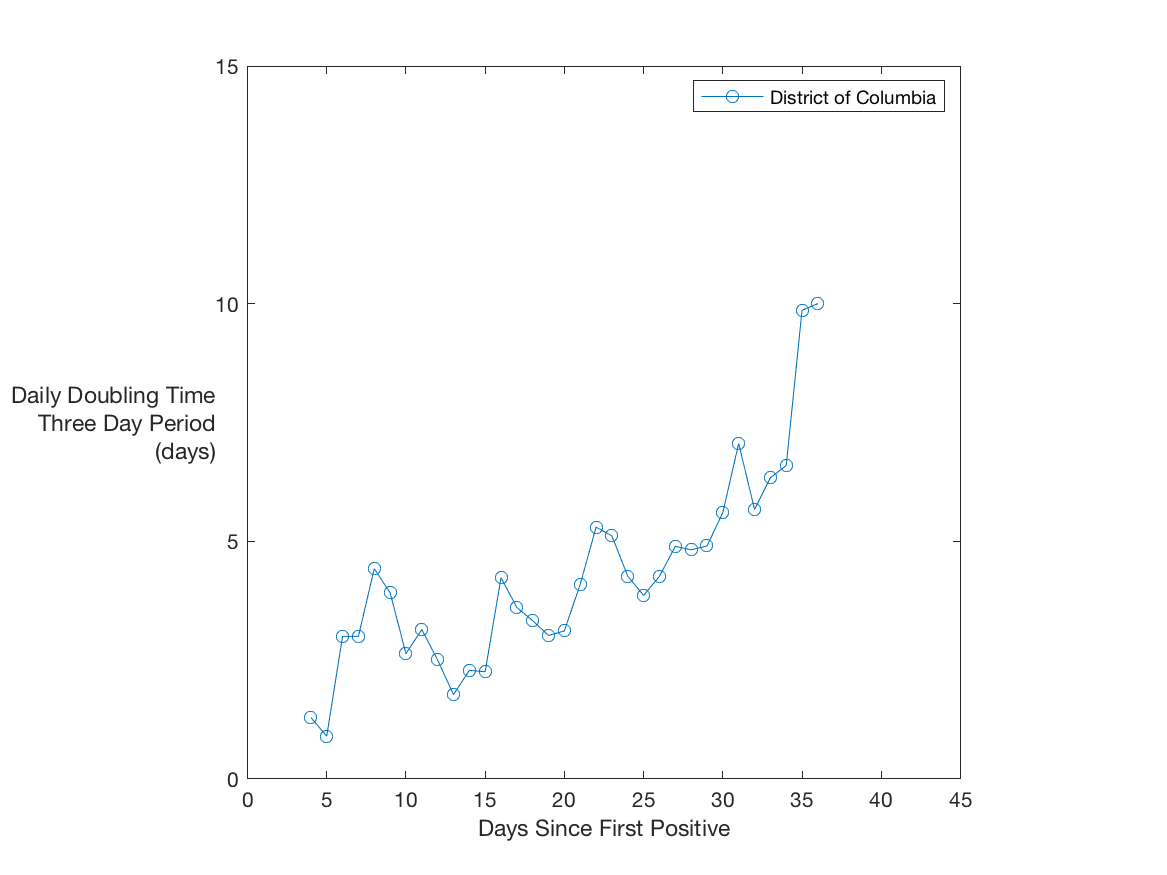 15
District of Columbia
10
Daily Doubling Time
Three Day Period
(days)
5
0
0 5 10 15 20 25 30 35 40 45
Days Since First Positive